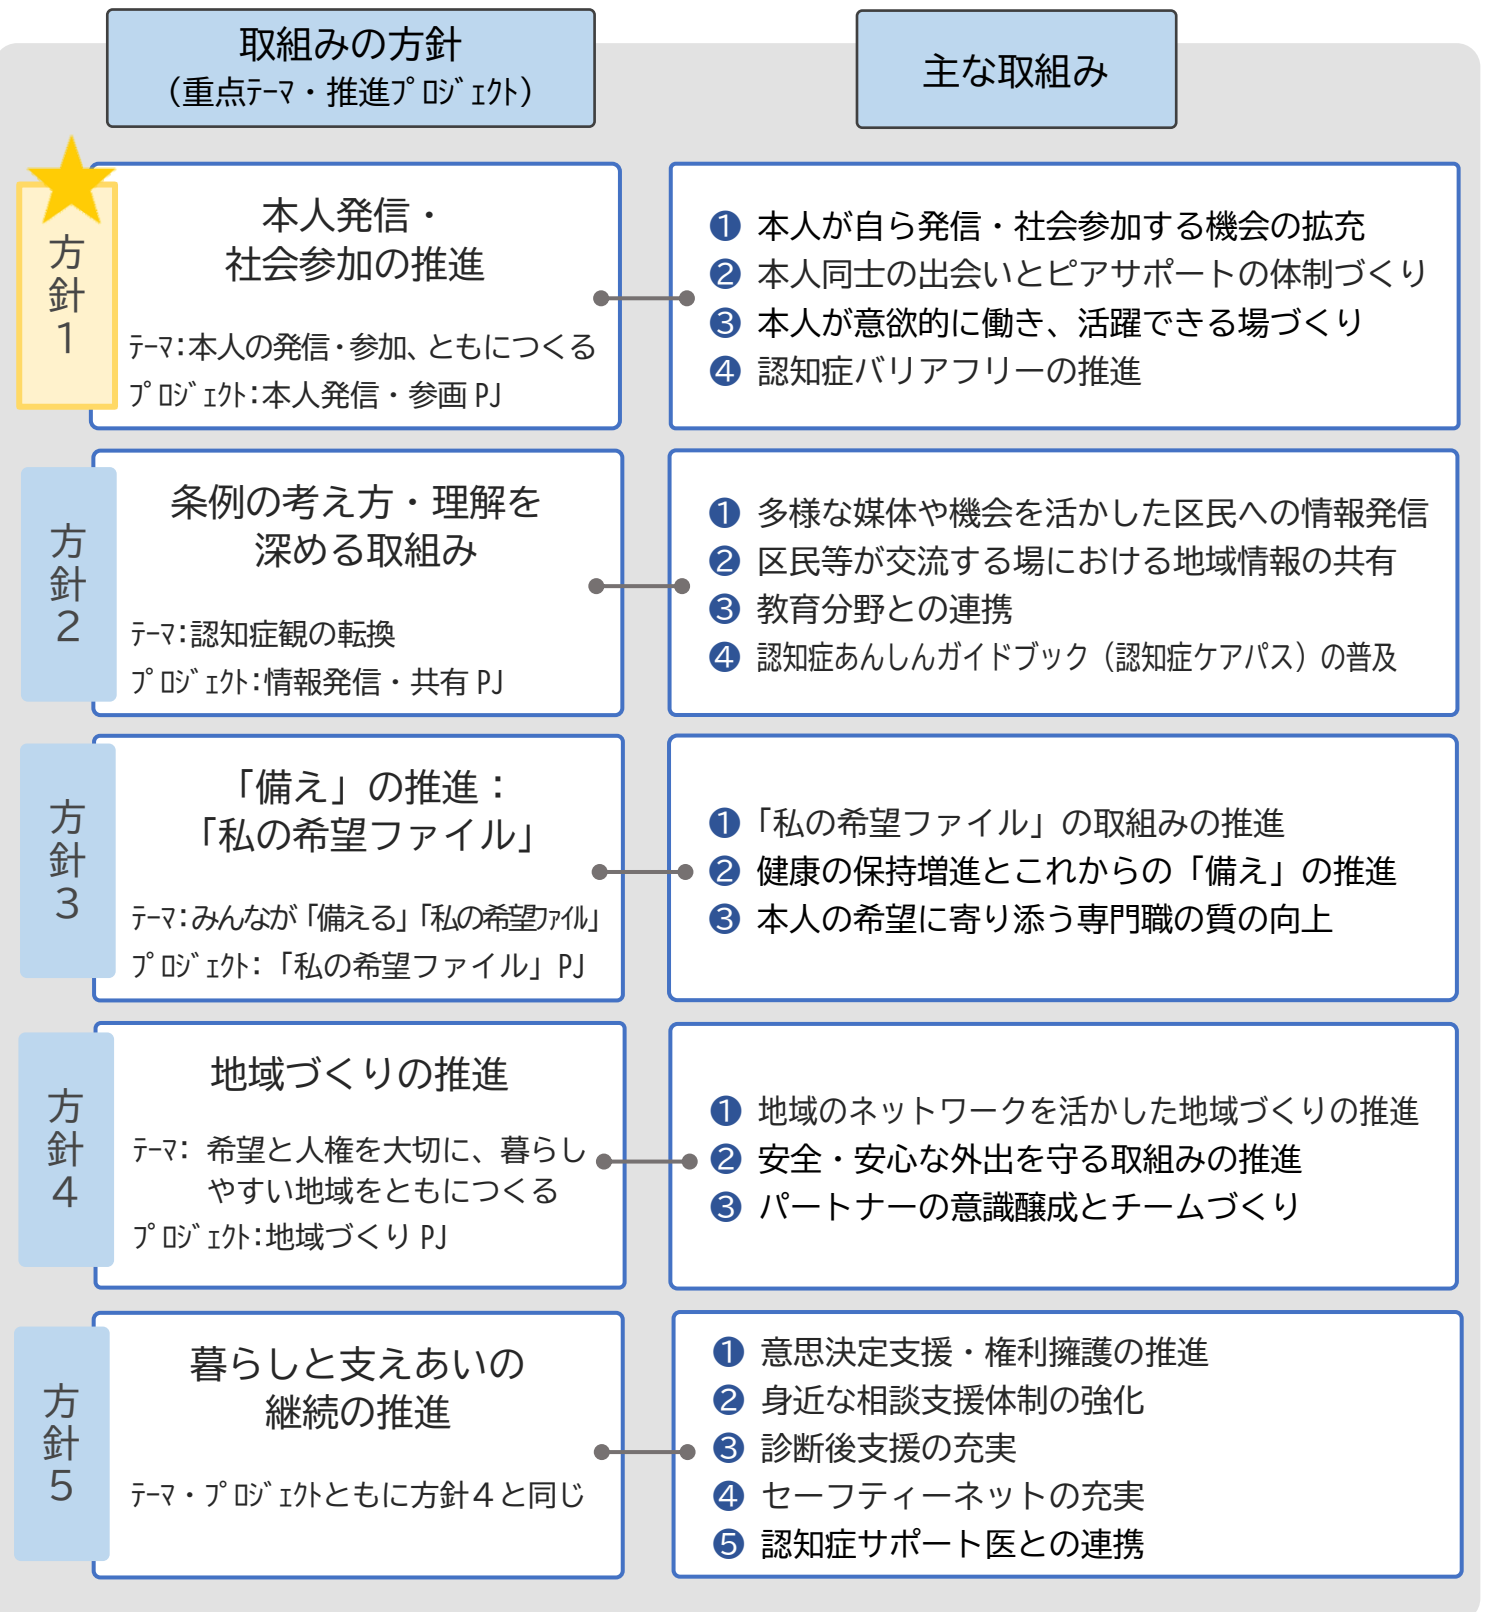 取組みの方針
（重点ﾃｰﾏ・推進ﾌﾟﾛｼﾞｪｸﾄ）
主な取組み
方針1
本人発信・
社会参加の推進
ﾃｰﾏ：本人の発信・参加、ともにつくる
ﾌﾟﾛｼﾞｪｸﾄ：本人発信・参画 PJ
❶ 本人が自ら発信・社会参加する機会の拡充
❷ 本人同士の出会いとピアサポートの体制づくり
❸ 本人が意欲的に働き、活躍できる場づくり
❹ 認知症バリアフリーの推進
方針2
条例の考え方・理解を
深める取組み
ﾃｰﾏ：認知症観の転換
ﾌﾟﾛｼﾞｪｸﾄ：情報発信・共有 PJ
❶ 多様な媒体や機会を活かした区民への情報発信
❷ 区民等が交流する場における地域情報の共有
❸ 教育分野との連携
❹ 認知症あんしんガイドブック（認知症ケアパス）の普及
方針3
「備え」の推進：
「私の希望ファイル」
ﾃｰﾏ：みんなが「備える」「私の希望ﾌｧｲﾙ」
ﾌﾟﾛｼﾞｪｸﾄ：「私の希望ファイル」PJ
❶「私の希望ファイル」の取組みの推進
❷ 健康の保持増進とこれからの「備え」の推進
❸ 本人の希望に寄り添う専門職の質の向上
方針4
地域づくりの推進
ﾃｰﾏ： 希望と人権を大切に、暮らし
やすい地域をともにつくる
ﾌﾟﾛｼﾞｪｸﾄ：地域づくり PJ
❶ 地域のネットワークを活かした地域づくりの推進
❷ 安全・安心な外出を守る取組みの推進
❸ パートナーの意識醸成とチームづくり
方針5
暮らしと支えあいの
継続の推進
ﾃｰﾏ・ﾌﾟﾛｼﾞｪｸﾄともに方針４と同じ
❶ 意思決定支援・権利擁護の推進
❷ 身近な相談支援体制の強化
❸ 診断後支援の充実
❹ セーフティーネットの充実
❺ 認知症サポート医との連携